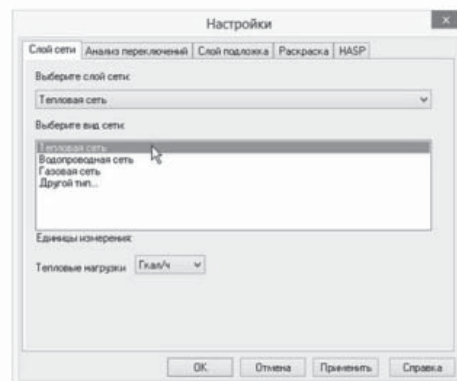 Настройки
Слой сети Анализ переключений Слой подложка Раскраска HASP
Выберите слой сети:
Тепловая сеть
Выберите вид сети:
Тепловая сеть
Водопроводная сеть
Газовая сеть
Другой тип...
Единицы измерения:
Тепловые нагрузки Гкал/ч
OK Отмена Применить Справка